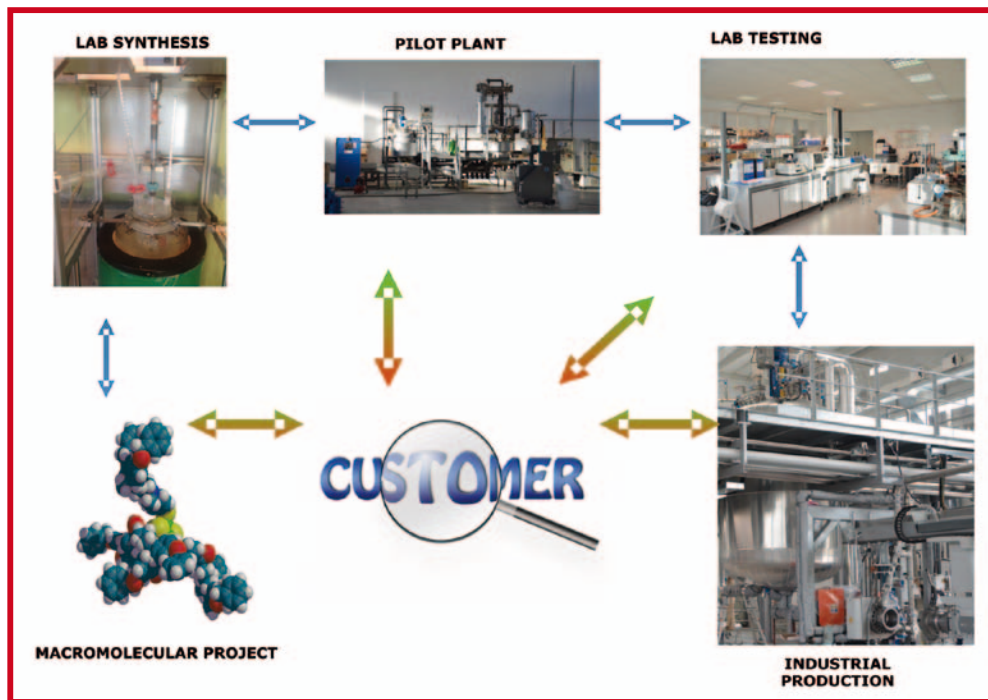 LAB SYNTHESIS
PILOT PLANT
LAB TESTING
CUSTOMER
MACROMOLECULAR PROJECT
INDUSTRIAL
PRODUCTION